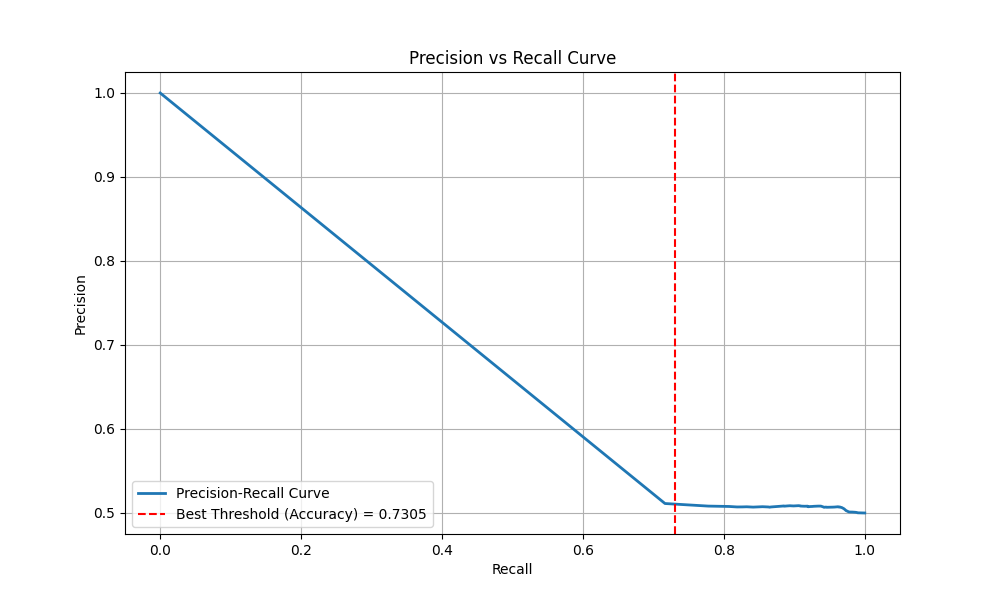 Precision vs Recall Curve
1.0
0.9
0.8
0.7
0.6
0.5
Precision
Precision-Recall Curve
Best Threshold (Accuracy) = 0.7305
0.0 0.2 0.4 0.6 0.8 1.0
Recall